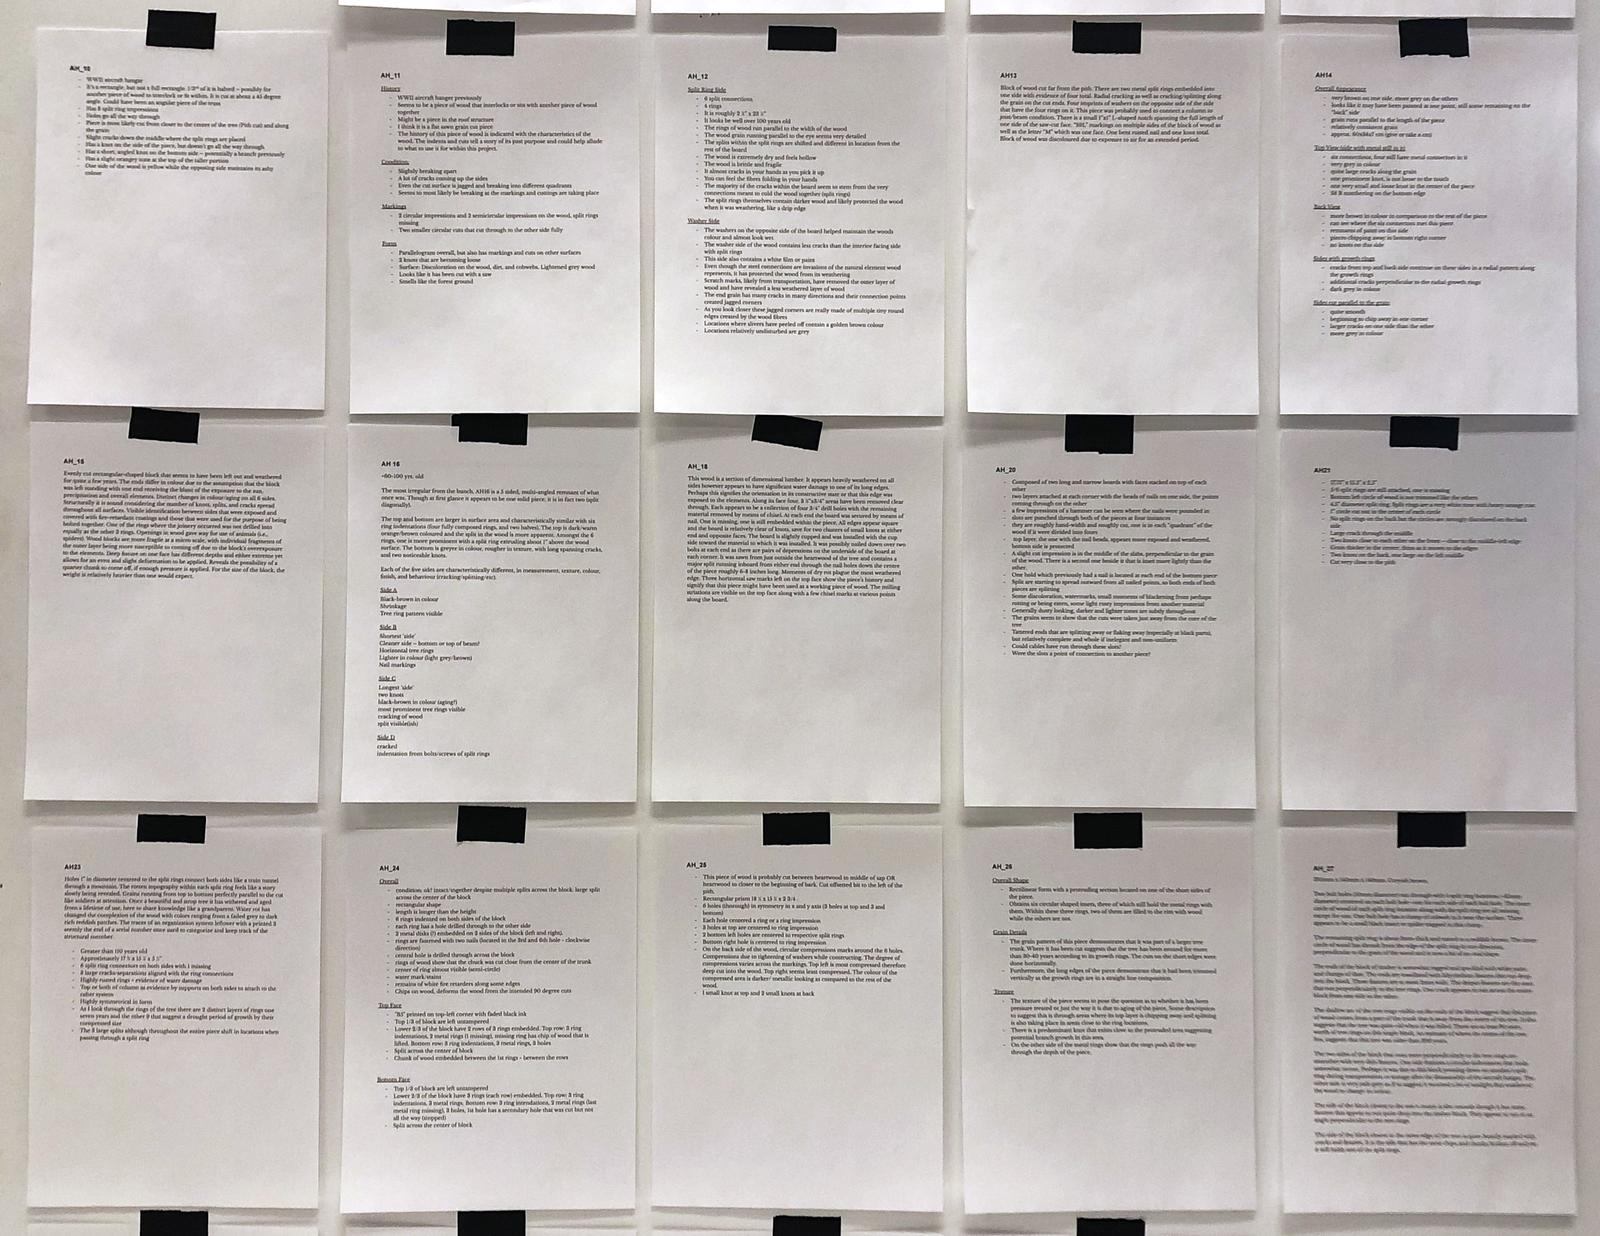 AH_10
- WWII aircraft hanger
- It's a rectangle, but not a full rectangle. 1/3rd of it is halved – possibly for
another piece of wood to interlock or fit within. It is cut at about a 45 degree
angle. Could have been an angular piece of the truss
- Has 8 split ring impressions
- Holes go all the way through
- Piece is most likely cut from closer to the center of the tree (Pith cut) and along
the grain
- Slight cracks down the middle where the split rings are placed
- Has a knot on the side of the piece, but doesn't go all the way through
- Has a short, angled knot on the bottom side – potentially a branch previously
- Has a slight orangey tone at the top of the taller portion
- One side of the wood is yellow while the opposing side maintains its ashy
colour
AH_11
History
- WWII aircraft hanger previously
- Seems to be a piece of wood that interlocks or sits with another piece of wood
together
- Might be a piece in the roof structure
- I think it is a flat sawn grain cut piece
- The history of this piece of wood is indicated with the characteristics of the
wood. The indents and cuts tell a story of its past purpose and could help allude
to what to use it for within this project.
Condition
- Slightly breaking apart
- A lot of cracks coming up the sides
- Even the cut surface is jagged and breaking into different quadrants
- Seems to most likely be breaking at the markings and costings are taking place
Markings
- 2 circular impressions and 2 semicircular impressions on the wood, split rings
missing
- Two smaller circular cuts that cut through to the other side fully
Form
- Parallelogram overall, but also has markings and cuts on other surfaces
- 2 knots that are becoming loose
- Surface: Discoloration on the wood, dirt, and cobwebs. Lightened grey wood
- Looks like it has been cut with a saw
- Smells like the forest ground
AH_12
Split Ring Side
- 6 split connections
- 4 rings
- It looks be well over 100 years old
- The rings of wood run parallel to the width of the wood
- The wood grain running parallel to the eye seems very detailed
- The splits within the split rings are shifted and different in location from the
rest of the board
- The wood is extremely dry and feels hollow
- The wood is brittle and fragile
- It almost cracks in your hands as you pick it up
- You can feel the fibres folding in your hands
- The majority of the cracks within the board seem to stem from the very
connections meant to cold the wood together (split rings)
- The split rings themselves contain darker wood and likely protected the wood
when it was weathering, like a drip edge
Washer Side
- The washers on the opposite side of the board helped maintain the woods
colour and almost look wet
- The washer side of the wood contains less cracks than the interior facing side
with split rings
- This side also contains a white film or paint
- Even though the steel connections are invasions of the natural element wood
represents, it has protected the wood from its weathering
- Scratch marks, likely from transportation, have removed the outer layer of
wood and have revealed a less weathered layer of wood
- The end grain has many cracks in many directions and their connection points
created jagged corners
- As you look closer these jagged corners are really made of multiple tiny round
edges created by the wood fibres
- Locations where slivers have peeled off contain a golden brown colour
- Locations relatively undisturbed are grey
AH13
Block of wood cut far from the pith. There are two metal split rings embedded into
one side with evidence of four total. Radial cracking as well as cracking/splitting along
the grain on the cut ends. Four imprints of washers on the opposite side of the side
that have the four rings on it. This piece was probably used to connect a column to
joist/beam condition. There is a small 1"x1" L-shaped notch spanning the full length of
one side of the saw-cut face. markings on multiple sides of the block of wood as
well as the letter "M" which was one face. One bent rusted nail and one knot total.
Block of wood was discoloured due to exposure to air for an extended period.
AH14
Overall Appearance
- very brown on one side, more grey on the others
- looks like it may have been painted at one point, still some remaining on the
"back" side
- grain runs parallel to the length of the piece
- relatively consistent grain
- approx. (give or take a cm)
Top View (side with metal still in it)
- six connections, four still have metal connectors in it
- very grey in colour
- quite large cracks along the grain
- one prominent knot, is not loose to the touch
- one very small and loose knot in the center of the piece
- numbering on the bottom edge
Back View
- more brown in colour in comparison to the rest of the piece
- can see where the six connectors met this piece
- remnants of paint on this side
- pieces chipping away in bottom right corner
- no knots on this side
Sides with growth rings
- cracks from top and back side continue on these sides in a radial pattern along
the growth rings
- additional cracks perpendicular to the radial growth rings
- dark grey in colour
Sides cut parallel to the grain
- quite smooth
- beginning to chip away in one corner
- larger cracks on one side than the other
- more grey in colour
AH_15
Evenly cut rectangular-shaped block that seems to have been left out and weathered
for quite a few years. The ends differ in colour due to the assumption that the block
was left standing with one end receiving the blunt of the exposure to the sun,
precipitation and overall elements. Distinct changes in colour/aging on all 6 sides.
Structurally it is sound considering the number of knots, splits, and cracks spread
throughout all surfaces. Visible identification between sides that were exposed and
covered with fire-retardant coatings and those that were used for the purpose of being
bolted together. One of the rings where the joinery occurred was not drilled into
equally as the other 3 rings. Openings in wood gave way for use of animals (i.e.,
spiders). Wood blocks are more fragile at a micro scale, with individual fragments of
the outer layer being more susceptible to coming off due to the block's overexposure
to the elements. Deep fissure on one face has different depths and either extreme yet
allows for an even and slight deformation to be applied. Reveals the possibility of a
quarter chunk to come off, if enough pressure is applied. For the size of the block, the
weight is relatively heavier than one would expect.
AH 16
~80-100 yrs. old
The most irregular from the bunch, AH16 is a 5 sided, multi-angled remnant of what
once was. Though at first glance it appears to be one solid piece, it is in fact two (split
diagonally).
The top and bottom are larger in surface area and characteristically similar with six
ring indentations (four fully composed rings, and two halves). The top is dark/warm
orange/brown coloured and the split in the wood is more apparent. Amongst the 6
rings, one is more prominent with a split ring extruding about 1" above the wood
surface. The bottom is greyer in colour, rougher in texture, with long spanning cracks,
and two noticeable knots.
Each of the five sides are characteristically different, in measurement, texture, colour,
finish, and behaviour (cracking/splitting/etc).
Side A
Black-brown in colour
Shrinkage
Tree ring pattern visible
Side B
Shortest 'side'
Cleaner side – bottom or top of beam?
Horizontal tree rings
Lighter in colour (light grey/brown)
Nail markings
Side C
Longest 'side'
two knots
black-brown in colour (aging?)
most prominent tree rings visible
cracking of wood
split visible(ish)
Side D
cracked
indentation from bolts/screws of split rings
AH_18
This wood is a section of dimensional lumber. It appears heavily weathered on all
sides however appears to have significant water damage to one of its long edges.
Perhaps this signifies the orientation in its constructive state or that this edge was
exposed to the elements. Along its face four, areas have been removed clear
through. Each appears to be a collection of four 3/4" drill holes with the remaining
material removed by means of chisel. At each end the board was secured by means of
nail. One is missing, one is still embedded within the piece. All edges appear square
and the board is relatively clear of knots, save for two clusters of small knots at either
end and opposite faces. The board is slightly cupped and was installed with the cup
side toward the material to which it was installed. It was possibly nailed down over two
bolts at each end as there are pairs of depressions on the underside of the board at
each corner. It was sawn from just outside the heartwood of the tree and contains a
major split running inboard from either end through the nail holes down the centre
of the piece roughly 6-8 inches long. Moments of dry rot plague the most weathered
edge. Three horizontal saw marks left on the top face show the piece's history and
signify that this piece might have been used as a working piece of wood. The milling
striations are visible on the top face along with a few chisel marks at various points
along the board.
AH_20
- Composed of two long and narrow boards with faces stacked on top of each
other
- two layers attached at each corner with the heads of nails on one side, the points
coming through on the other
- a few impressions of a hammer can be seen where the nails were pounded in
- slots are punched through both of the pieces at four instances
- they are roughly hand-width and roughly cut, one is in each "quadrant" of the
wood if it were divided into fours
- top layer, the one with the nail heads, appears more exposed and weathered,
bottom side is protected
- A slight cut impression is in the middle of the slabs, perpendicular to the grain
of the wood. There is a second one beside it that is inset more lightly than the
other.
- One hold which previously had a nail is located at each end of the bottom piece
- Split are starting to spread outward from all nailed points, so both ends of both
pieces are splitting
- Some discoloration, watermarks, small moments of blackening from perhaps
rotting or being eaten, some light rusty impressions from another material
- Generally dusty looking, darker and lighter zones are subtly throughout
- The grains seem to show that the cuts were taken just away from the core of the
tree
- Tattered ends that are splitting away or flaking away (especially at black parts),
but relatively complete and whole if inelegant and non-uniform
- Could cables have run through these slots?
- Were the slots a point of connection to another piece?
AH21
- 5/6 split rings are still attached, one is missing
- Bottom left circle of wood is not trimmed like the others
- 1" circle cut out in the center of each circle
- No split rings on the back but the circles are strongly discolored on the back
side
- Large crack through the middle
- Two knots close to each other on the front – close to the middle-left edge
- Grain thicker in the center, thins as it moves to the edges
- Two knots on the back, one large on the left middle
- Cut very close to the pith
AH23
Holes 1" in diameter centered to the split rings connect both sides like a train tunnel
through a mountain. The rotten topography within each split ring feels like a story
slowly being revealed. Grains running from top to bottom perfectly parallel to the cut
like soldiers at attention. Once a beautiful and strop tree is has withered and aged
from a lifetime of use, here to share knowledge like a grandparent. Water rot has
changed the complexion of the wood with colors ranging from a faded grey to dark
rich reddish patches. The traces of an organization system leftover with a printed 3
seemly the end of a serial number once used to categorize and keep track of the
structural member.
- Greater than 110 years old
- Approximately
- 6 split ring connectors on both sides with 1 missing
- 3 large cracks/separations aligned with the ring connections
- Highly rusted rings – evidence of water damage
- Top or both of column as evidence by supports on both sides to attach to the
rafter system
- Highly symmetrical in form
- As I look through the rings of the tree there are 2 distinct layers of rings one
seven years and the other 9 that suggest a drought period of growth by their
compressed size
- The 3 large splits although throughout the entire piece shift in locations when
passing through a split ring
AH_24
Overall
- condition: ok! intact/together despite multiple splits across the block; large split
across the center of block
- rectangular shape
- length is longer than the height
- 6 rings indented on both sides of the block
- each ring has a hole drilled through to the other side
- 2 metal disks (?) embedded on 2 sides of the block (left and right).
- rings are fastened with two nails (located in the 3rd and 6th hole - clockwise
direction)
- central hole is drilled through across the block
- rings of wood show that the chunk was cut close from the center of the trunk
- center of ring almost visible (semi-circle)
- water mark/stains
- remains of white fire retarders along some edges
- Chips on wood, deforms the wood from the intended 90 degree cuts
Top Face
- printed on top-left corner with faded black ink
- Top 1/3 of block are left untampered
- Lower 2/3 of the block have 2 rows of 3 rings embedded. Top row: 3 ring
indentations, 2 metal rings (1 missing), missing ring has chip of wood that is
lifted. Bottom row: 3 ring indentations, 3 metal rings, 3 holes
- Split across the center of block
- Chunk of wood embedded between the 1st rings – between the rows
Bottom Face
- Top 1/3 of block are left untampered
- Lower 2/3 of the block have 3 rings (each row) embedded. Top row: 3 ring
indentations, 3 metal rings. Bottom row: 3 ring intendations, 2 metal rings (last
metal ring missing), 3 holes, 1st hole has a secondary hole that was cut but not
all the way (stopped)
- Split across the center of block
AH_25
- This piece of wood is probably cut between heartwood to middle of sap OR
heartwood to closer to the beginning of bark. Cut offsetted bit to the left of the
pith.
- Rectangular prism
- 6 holes (through) in symmetry in x and y axis (3 holes at top and 3 and
bottom)
- Each hole centered a ring or a ring impression
- 3 holes at top are centered to ring impression
- 2 bottom left holes are centered to respective split rings
- Bottom right hole is centered to ring impression
- On the back side of the wood, circular compressions marks around the 6 holes.
Compressions due to tightening of washers while constructing. The degree of
compressions varies across the markings. Top left is most compressed therefore
deep cut into the wood. Top right seems least compressed. The colour of the
compressed area is darker/ metallic looking as compared to the rest of the
wood.
- 1 small knot at top and 2 small knots at back
AH_26
Overall Shape
- Rectilinear form with a protruding section located on one of the short sides of
the piece.
- Obtains six circular shaped insets, three of which still hold the metal rings with
them. Within these three rings, two of them are filled to the rim with wood
while the others are not.
Grain Details
- The grain pattern of this piece demonstrates that it was part of a larger tree
trunk. Where it has been cut suggests that the tree has been around for more
than 30-40 years according to its growth rings. The cuts on the short edges were
done horizontally.
- Furthermore, the long edges of the piece demonstrate that it had been trimmed
vertically as the growth rings are in a straight line composition.
Texture
- The texture of the piece seems to pose the question as to whether is has been
pressure treated or just the way it is due to aging of the piece. Some description
to suggest this is through areas where its top layer is chipping away and splitting
is also taking place in areas close to the ring locations.
- There is a predominant knot that exists close to the protruded area suggesting
potential branch growth in this area.
- On the other side of the metal rings show that the rings push all the way
through the depth of the piece.
AH_27